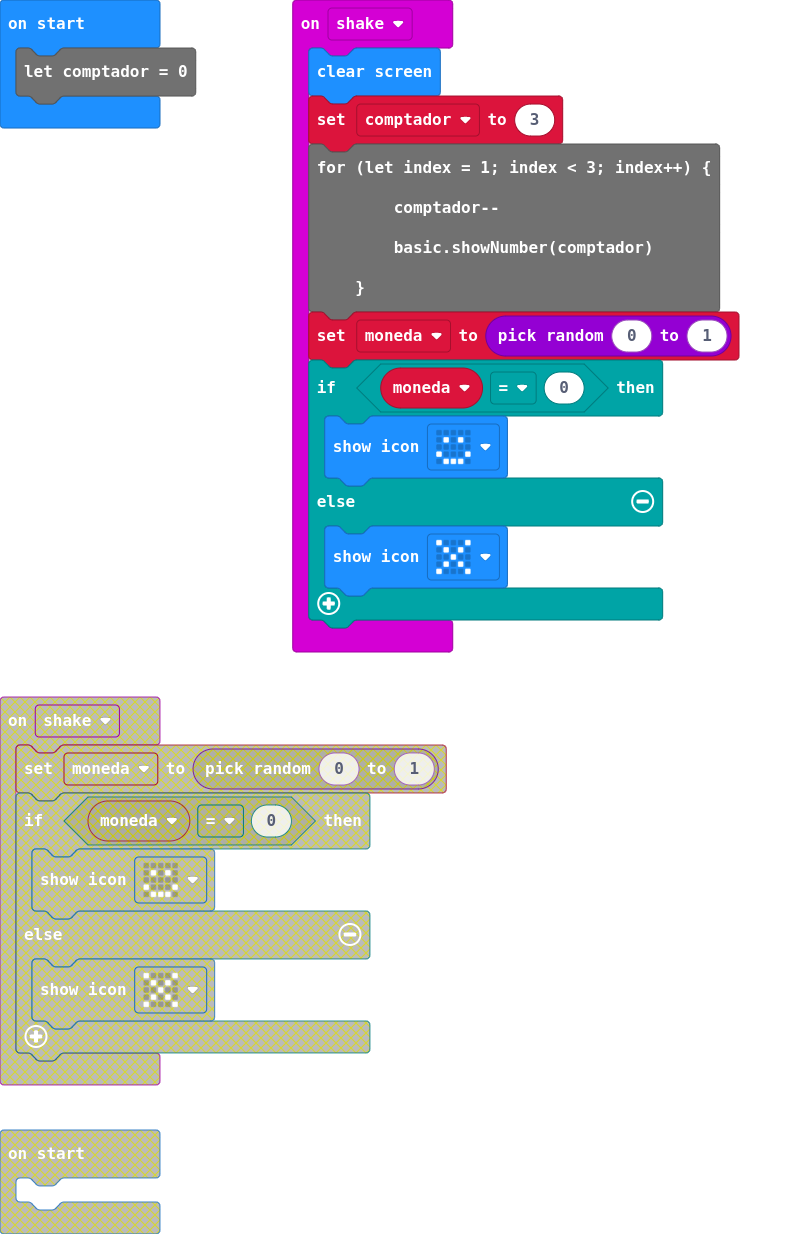 on start
let comptador = 0
on shake
clear screen
set comptador to 3
for (let index = 1; index < 3; index++) {
comptador--
basic.showNumber(comptador)
}
set moneda to pick random 0 to 1
if moneda = 0 then
show icon
else
show icon
on shake
set moneda to pick random 0 to 1
if moneda = 0 then
show icon
else
show icon
on start